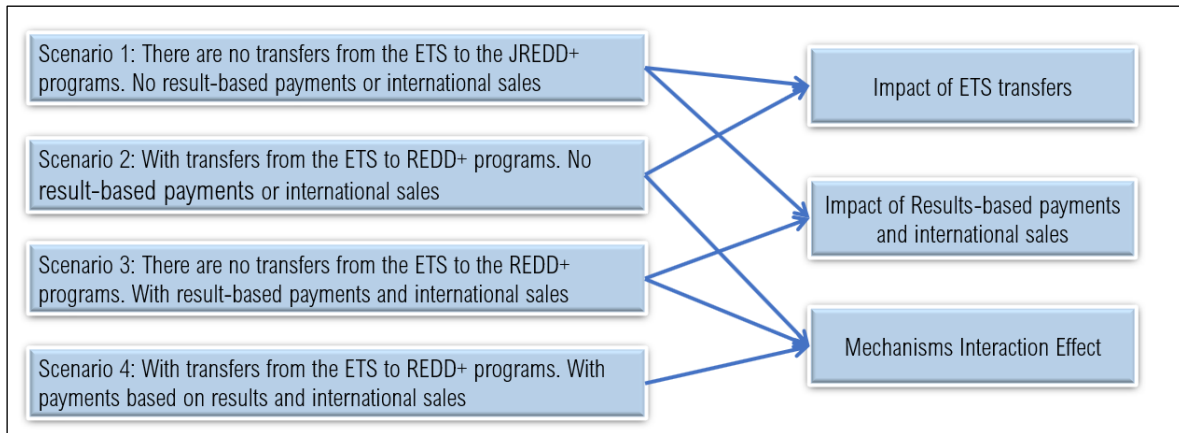 Scenario 1: There are no transfers from the ETS to the JREDD+
programs. No result-based payments or international sales
Scenario 2: With transfers from the ETS to REDD+ programs. No
result-based payments or international sales
Scenario 3: There are no transfers from the ETS to the REDD+
programs. With result-based payments and international sales
Scenario 4: With transfers from the ETS to REDD+ programs. With
payments based on results and international sales
Impact of ETS transfers
Impact of Results-based payments
and international sales
Mechanisms Interaction Effect